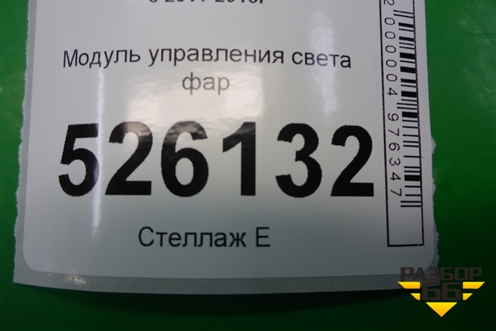 Модуль управления света
фар
526132
Стеллаж Е
2000004976347
РАЗБОР
66